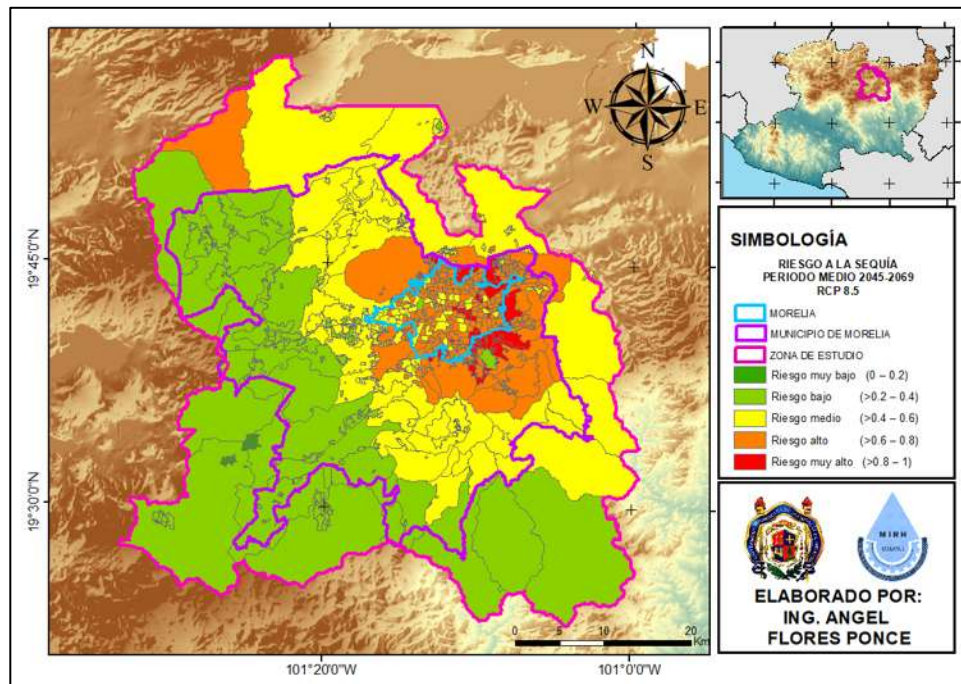 N
W
E
S
19°45'0"N
19°30'0"N
101°20'0"W
101°0'0"W
0 5 10 20
Km
SIMBOLOGÍA
RIESGO A LA SEQUÍA
PERIODO MEDIO 2045-2069
RCP 8.5
MORELIA
MUNICIPIO DE MORELIA
ZONA DE ESTUDIO
Riesgo muy bajo (0 – 0.2)
Riesgo bajo (>0.2 – 0.4)
Riesgo medio (>0.4 – 0.6)
Riesgo alto (>0.6 – 0.8)
Riesgo muy alto (>0.8 – 1)
MIRH
ELABORADO POR:
ING. ANGEL
FLORES PONCE